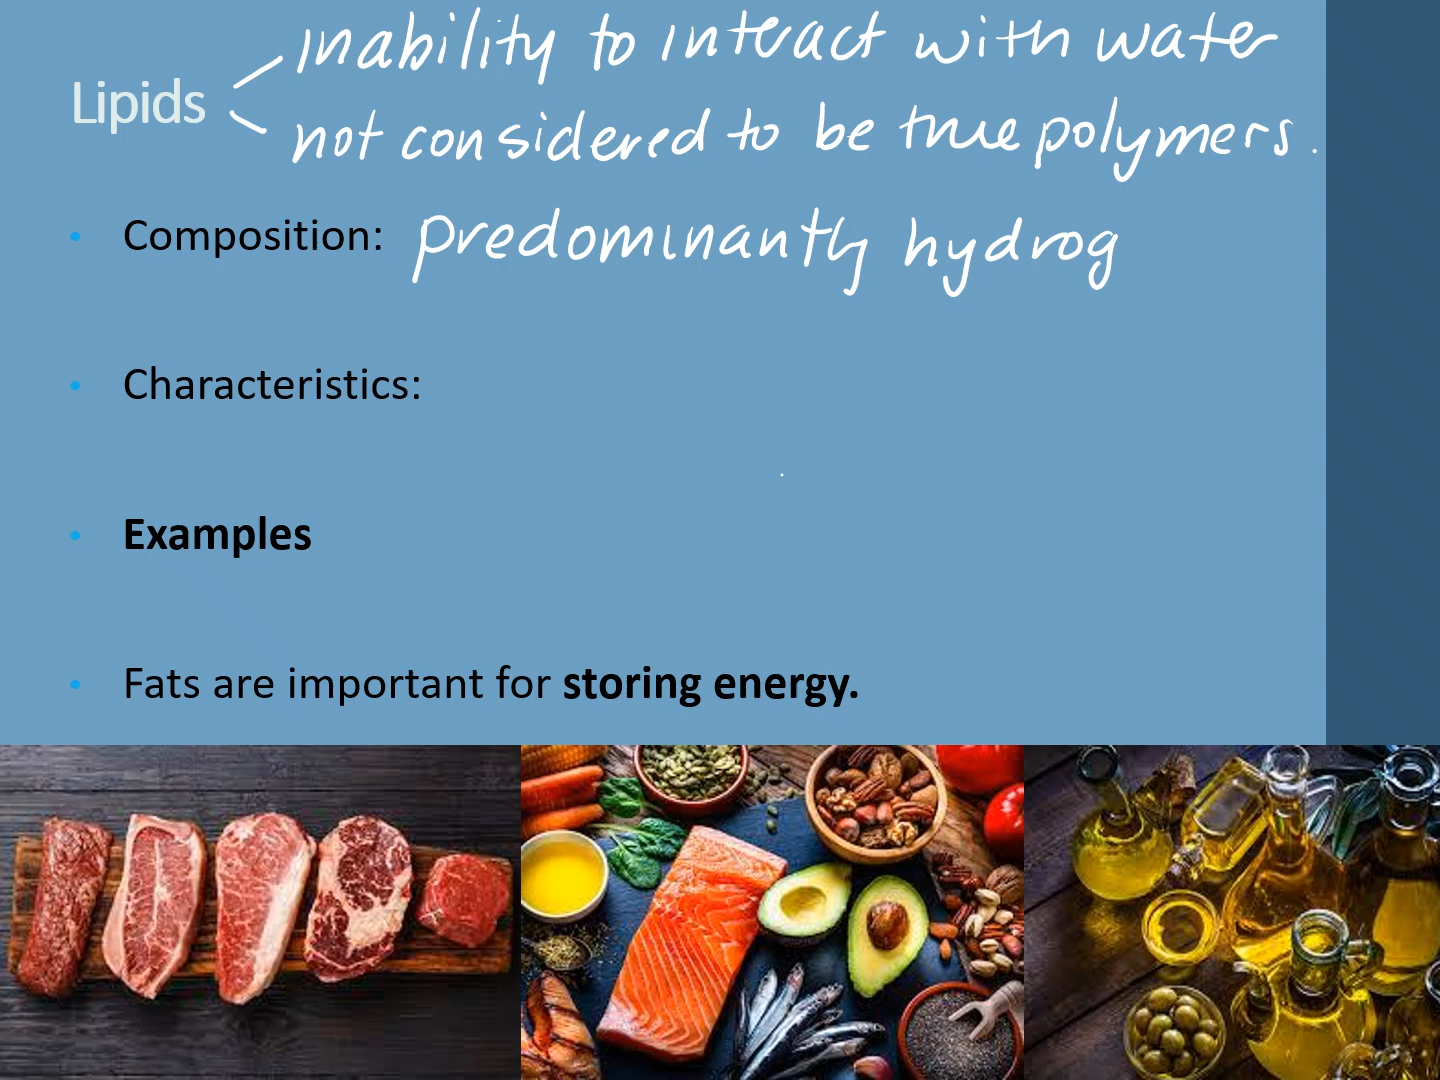 inability to interact with water
Lipids
not considered to be true polymers.
• Composition: predominantly hydrog
• Characteristics:
• Examples
• Fats are important for storing energy.